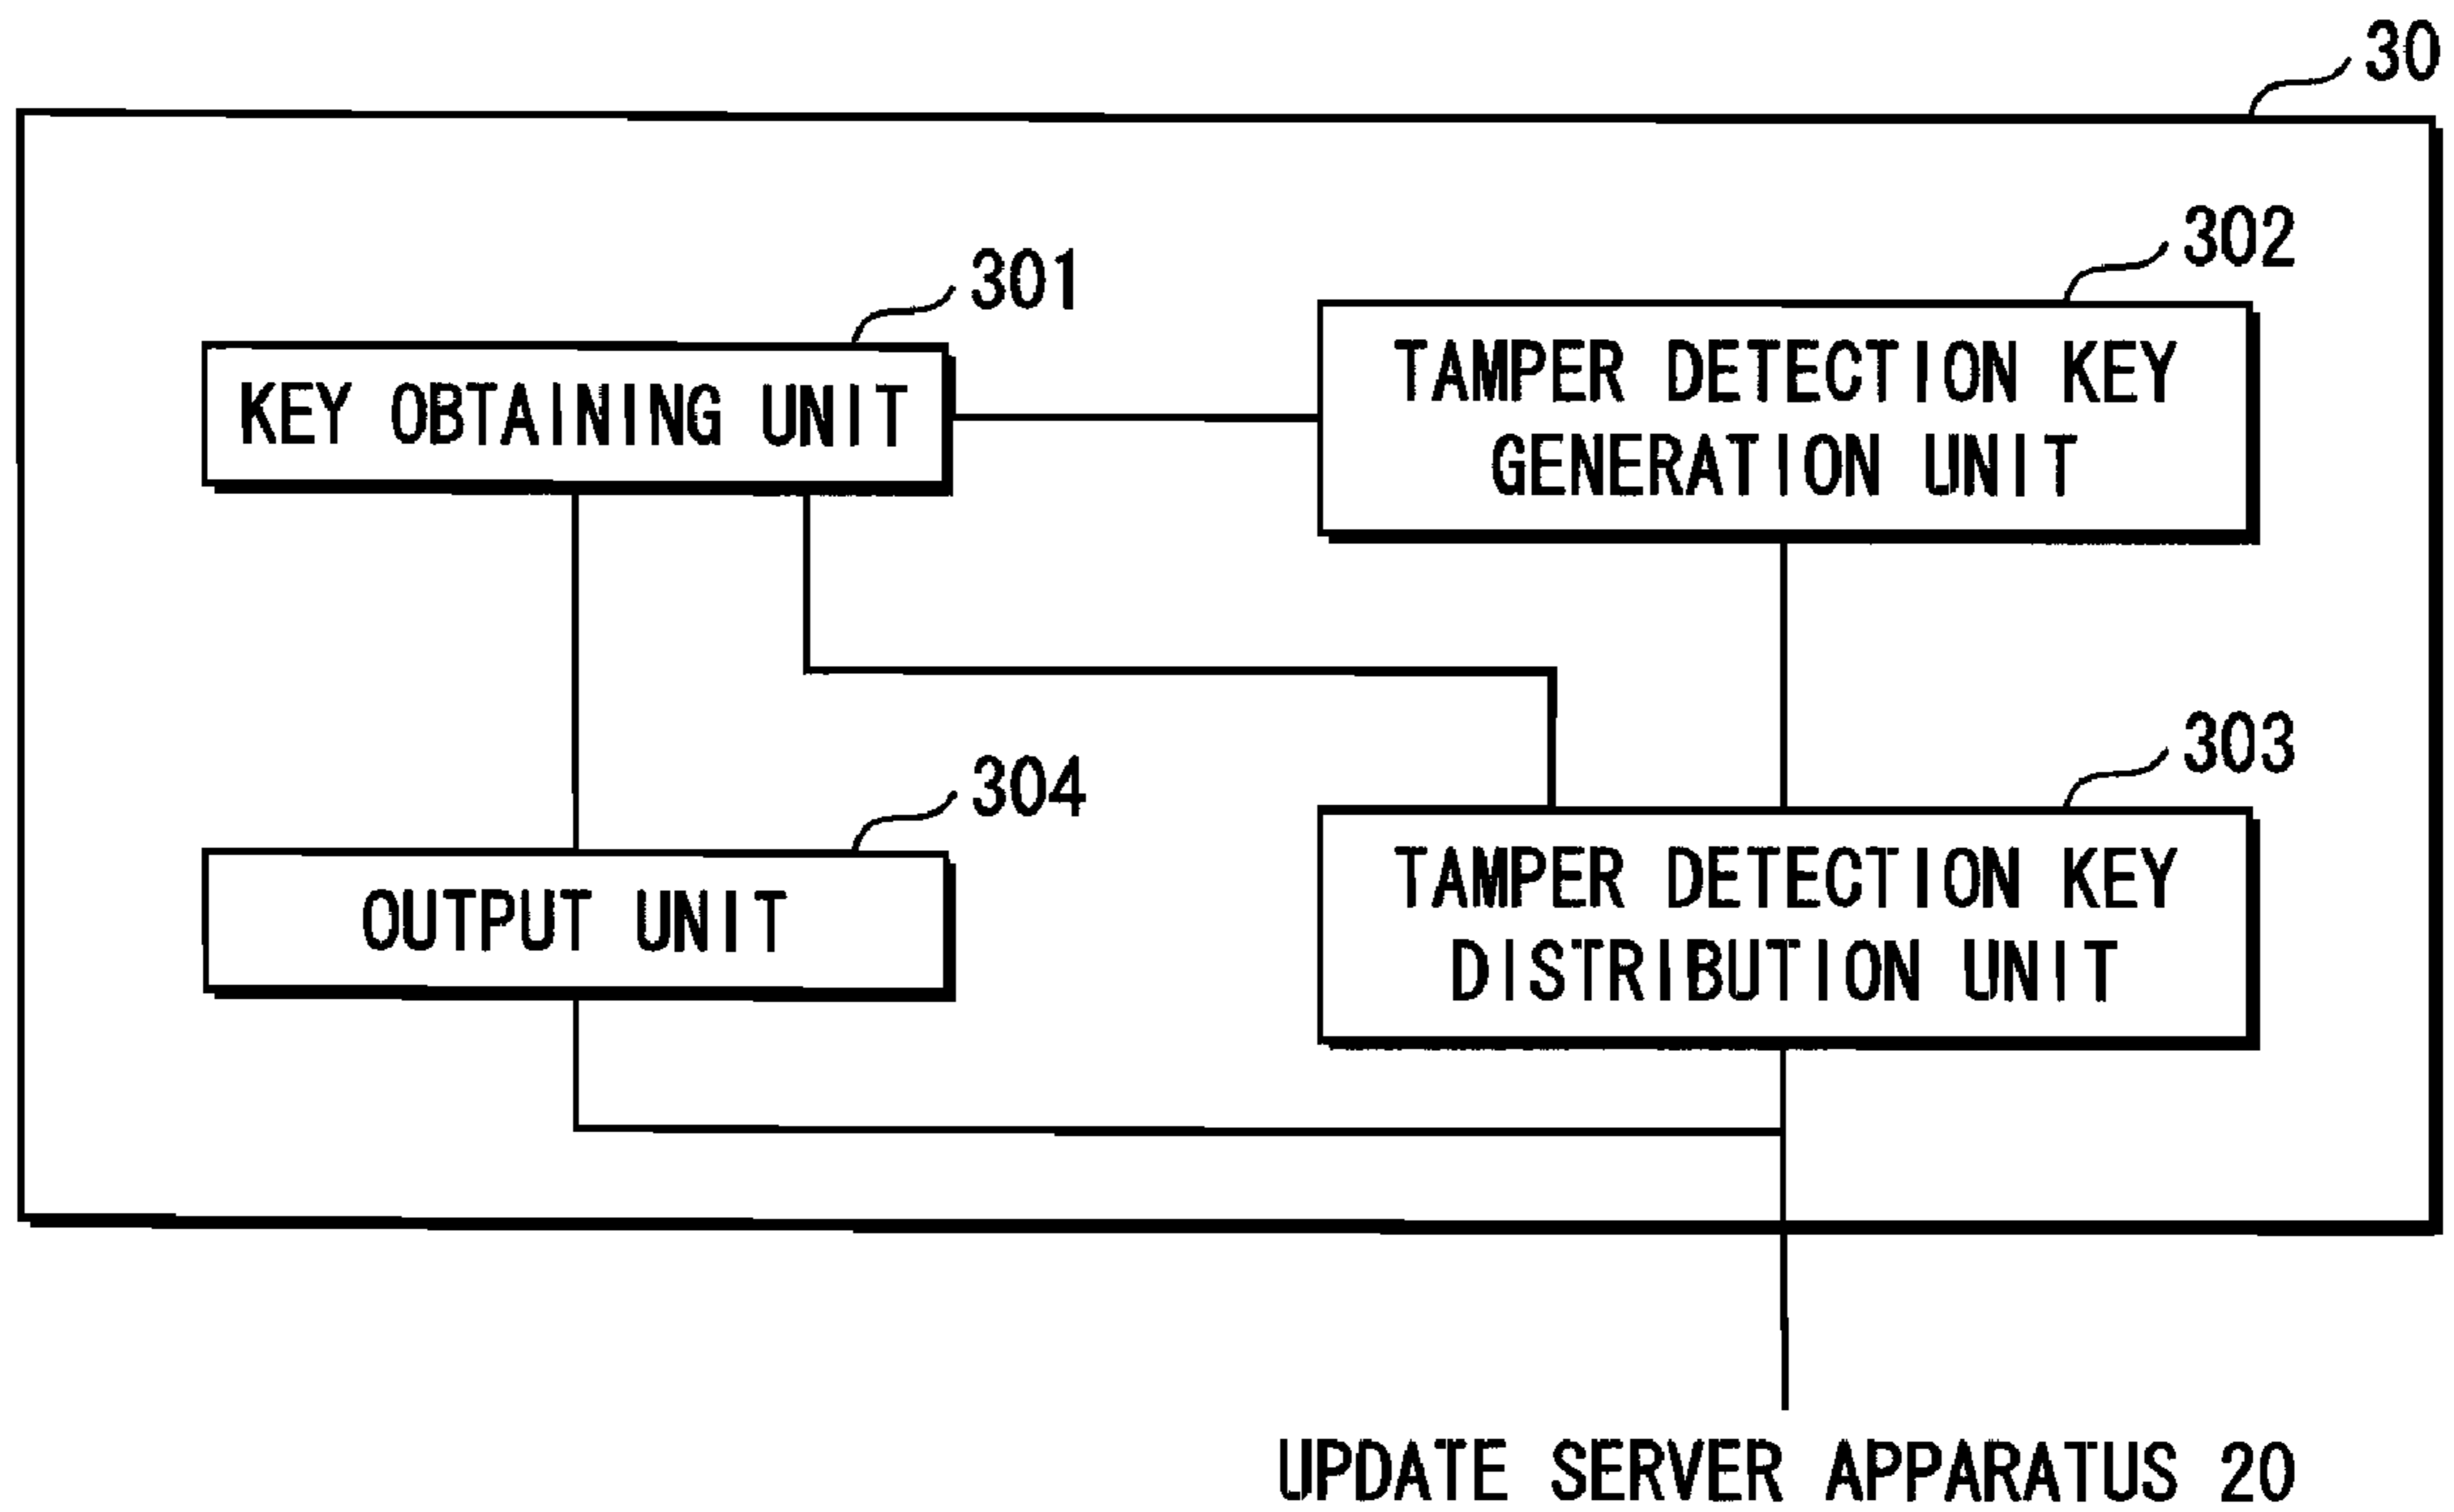 30
301
302
KEY OBTAINING UNIT
TAMPER DETECTION KEY
GENERATION UNIT
304
303
OUTPUT UNIT
TAMPER DETECTION KEY
DISTRIBUTION UNIT
UPDATE SERVER APPARATUS 20